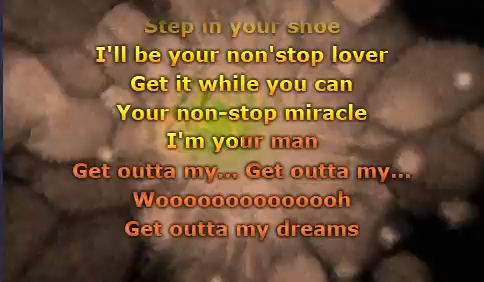 Step in your shoe
I'll be your non'stop lover
Get it while you can
Your non-stop miracle
I'm your man
Get outta my... Get outta my...
Woooooooooooooh
Get outta my dreams